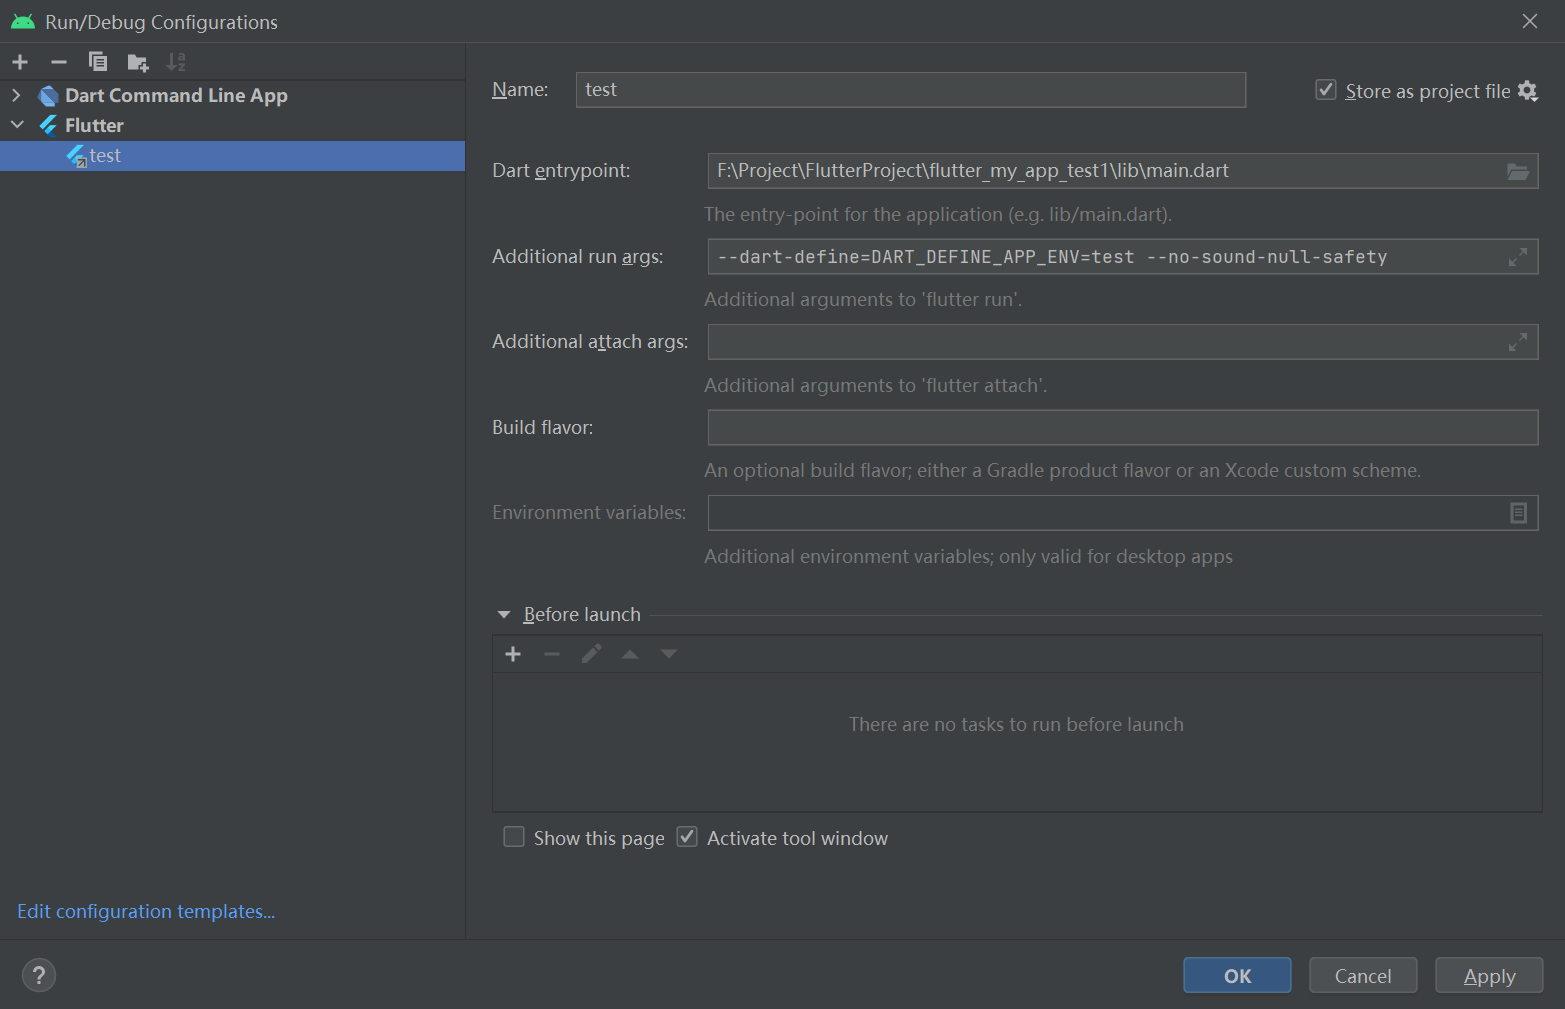 Run/Debug Configurations
Dart Command Line App
Flutter
test
Edit configuration templates...
Name: test
Store as project file
Dart entrypoint: F:\Project\FlutterProject\flutter_my_app_test1\lib\main.dart
The entry-point for the application (e.g. lib/main.dart).
Additional run args: --dart-define=DART_DEFINE_APP_ENV=test --no-sound-null-safety
Additional arguments to 'flutter run'.
Additional attach args:
Additional arguments to 'flutter attach'.
Build flavor:
An optional build flavor; either a Gradle product flavor or an Xcode custom scheme.
Environment variables:
Additional environment variables; only valid for desktop apps
Before launch
There are no tasks to run before launch
Show this page Activate tool window
? OK Cancel Apply